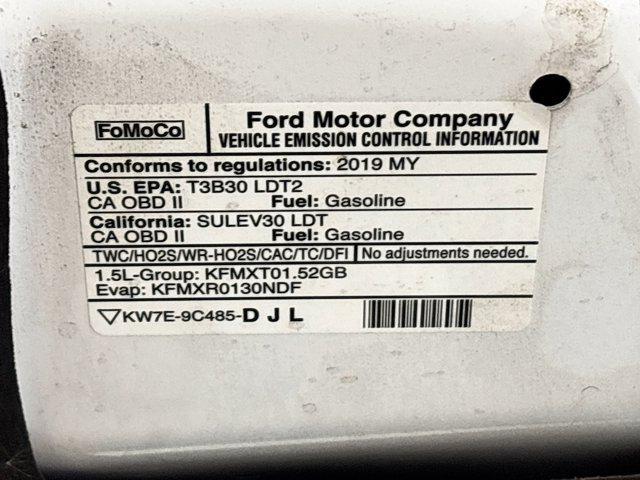 FoMoCo
Ford Motor Company
VEHICLE EMISSION CONTROL INFORMATION
Conforms to regulations: 2019 MY
U.S. EPA: T3B30 LDT2
CA OBD II Fuel: Gasoline
California: SULEV30 LDT
CA OBD II Fuel: Gasoline
TWC/HO2S/WR-HO2S/CAC/TC/DFI No adjustments needed.
1.5L-Group: KFMXT01.52GB
Evap: KFMXR0130NDF
KW7E-9C485-D J L